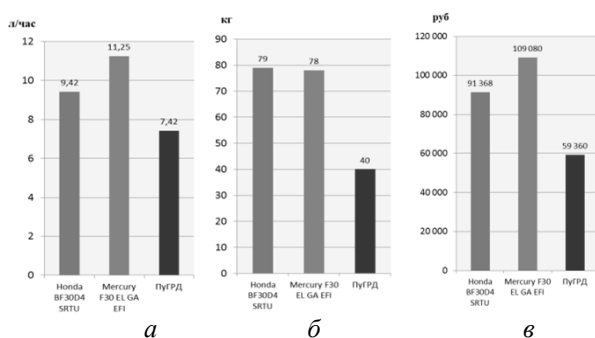 л/час
12
10
8
6
4
2
0
9,42
11,25
7,42
Honda
BF30D4
SRTU
Mercury
F30 EL GA
EFI
ПуГРД
а
кг
90
80
70
60
50
40
30
20
10
0
79
78
40
Honda
BF30D4
SRTU
Mercury F30
EL GA EFI
ПуГРД
б
руб
120 000
100 000
80 000
60 000
40 000
20 000
0
91 368
109 080
59 360
Honda
BF30D4
SRTU
Mercury F30
EL GA EFI
ПуГРД
в